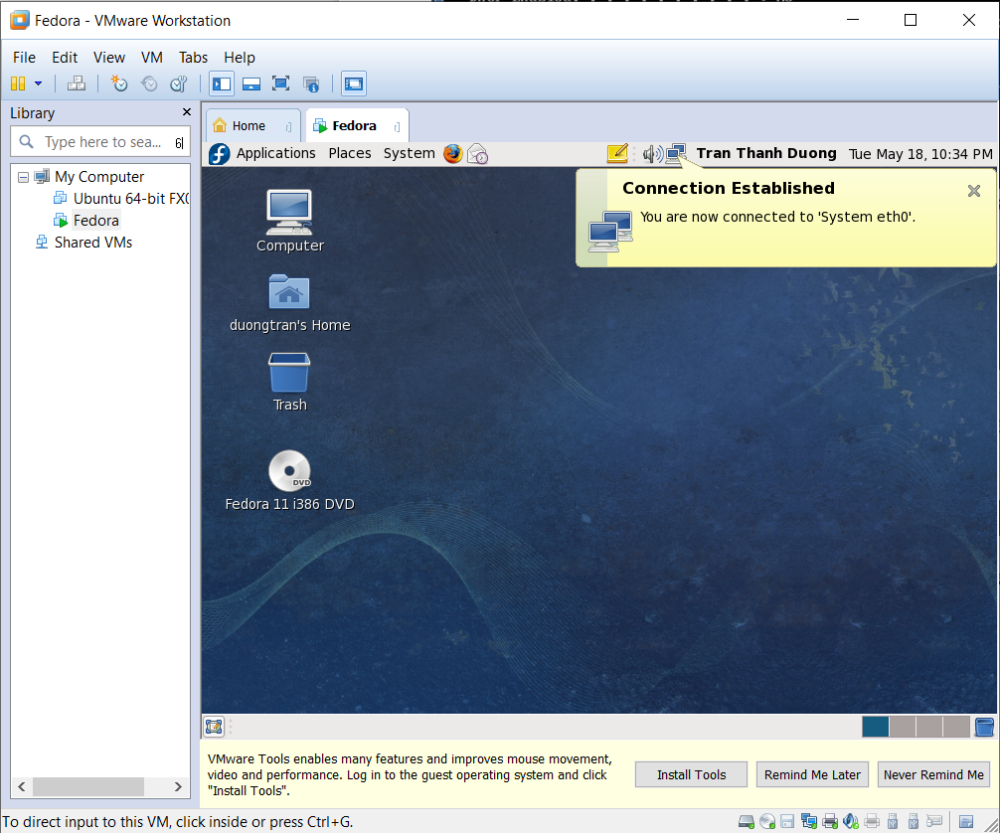 Fedora - VMware Workstation
File Edit View VM Tabs Help
Library
Type here to sea...
My Computer
Ubuntu 64-bit FX
Fedora
Shared VMs
Home
Fedora
Applications Places System
Tran Thanh Duong Tue May 18, 10:34 PM
Connection Established
You are now connected to 'System eth0'.
Computer
duongtran's Home
Trash
DVD
Fedora 11 i386 DVD
VMware Tools enables many features and improves mouse movement,
video and performance. Log in to the guest operating system and click
"Install Tools".
Install Tools
Remind Me Later
Never Remind Me
To direct input to this VM, click inside or press Ctrl+G.